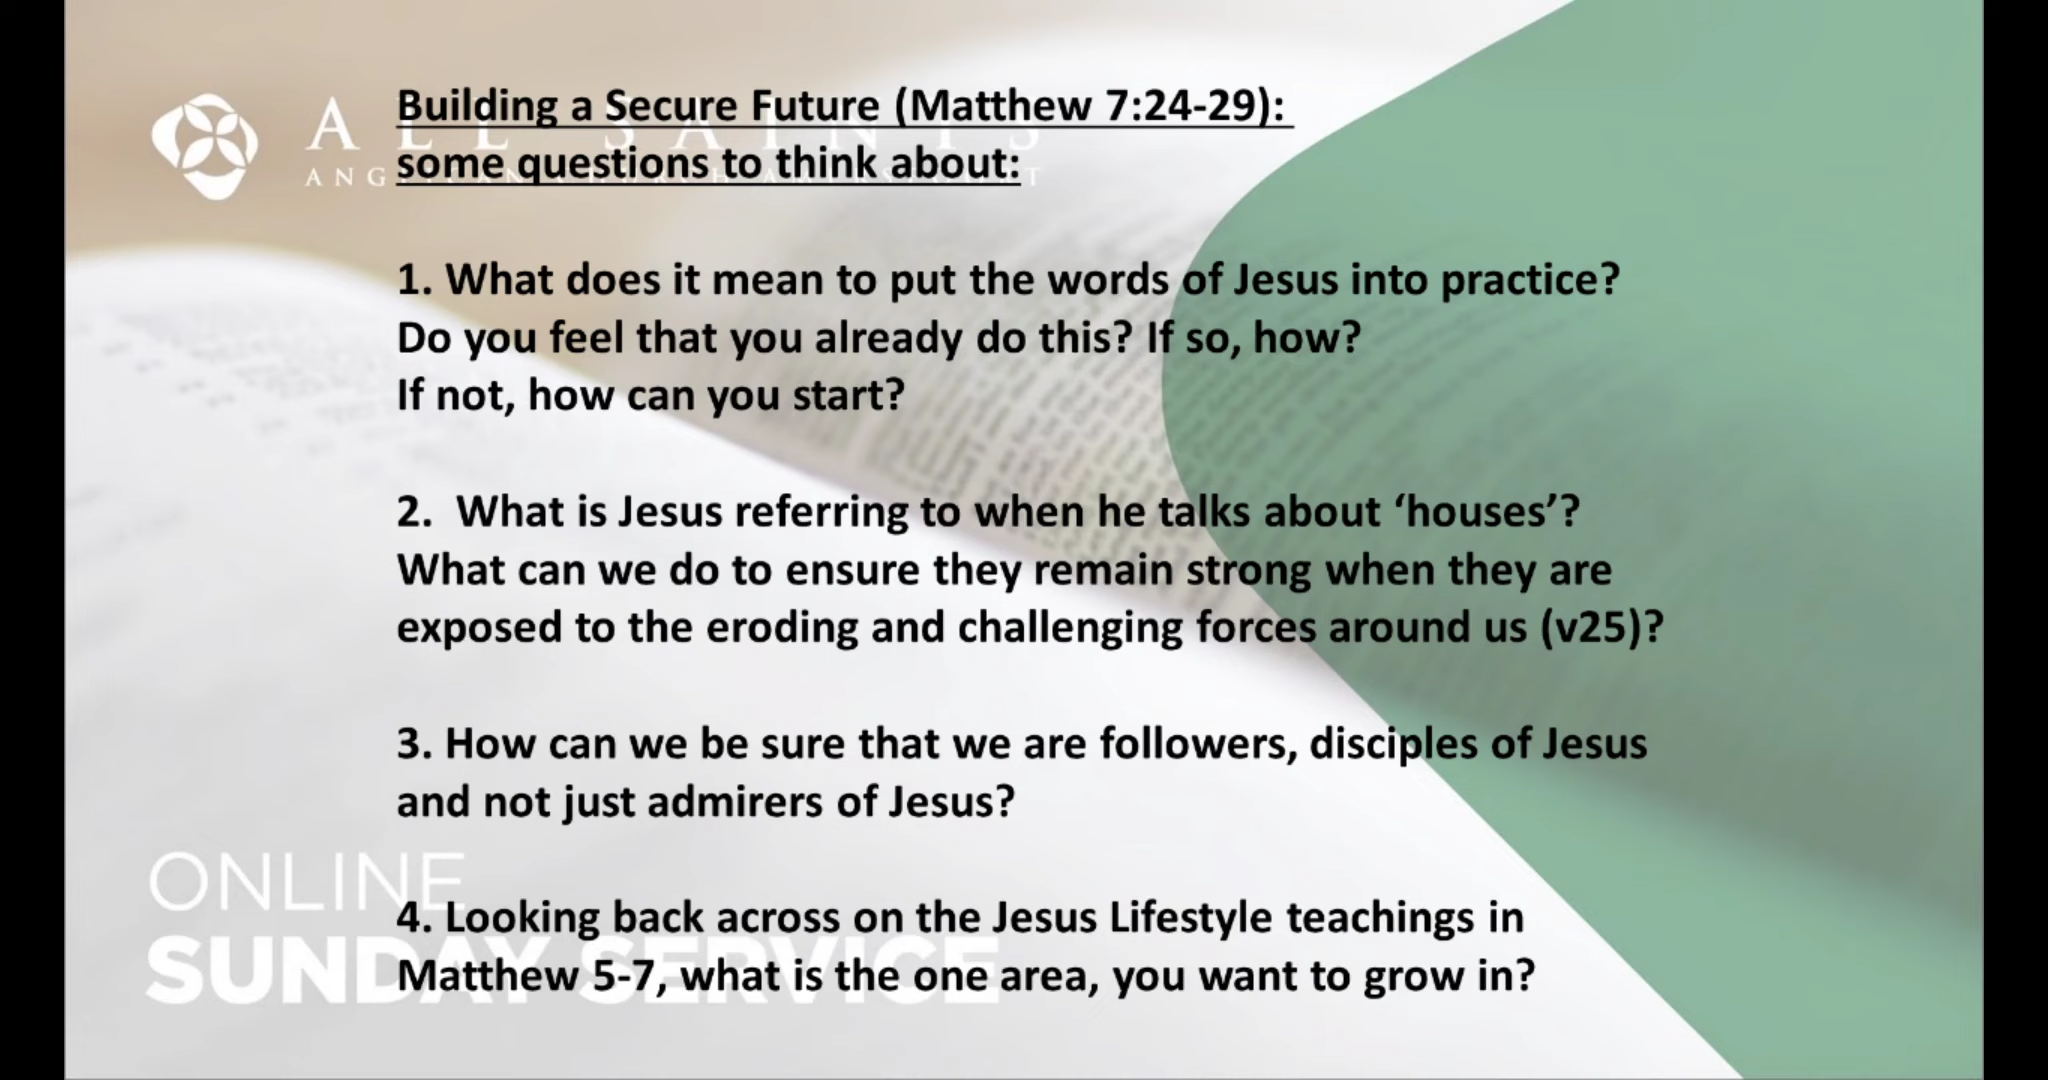 Building a Secure Future (Matthew 7:24-29):
some questions to think about:
ALL SAINTS
1. What does it mean to put the words of Jesus into practice?
Do you feel that you already do this? If so, how?
If not, how can you start?
2. What is Jesus referring to when he talks about ‘houses’?
What can we do to ensure they remain strong when they are
exposed to the eroding and challenging forces around us (v25)?
3. How can we be sure that we are followers, disciples of Jesus
and not just admirers of Jesus?
4. Looking back across on the Jesus Lifestyle teachings in
Matthew 5-7, what is the one area, you want to grow in?
ONLINE
SUNDAY SERVICE